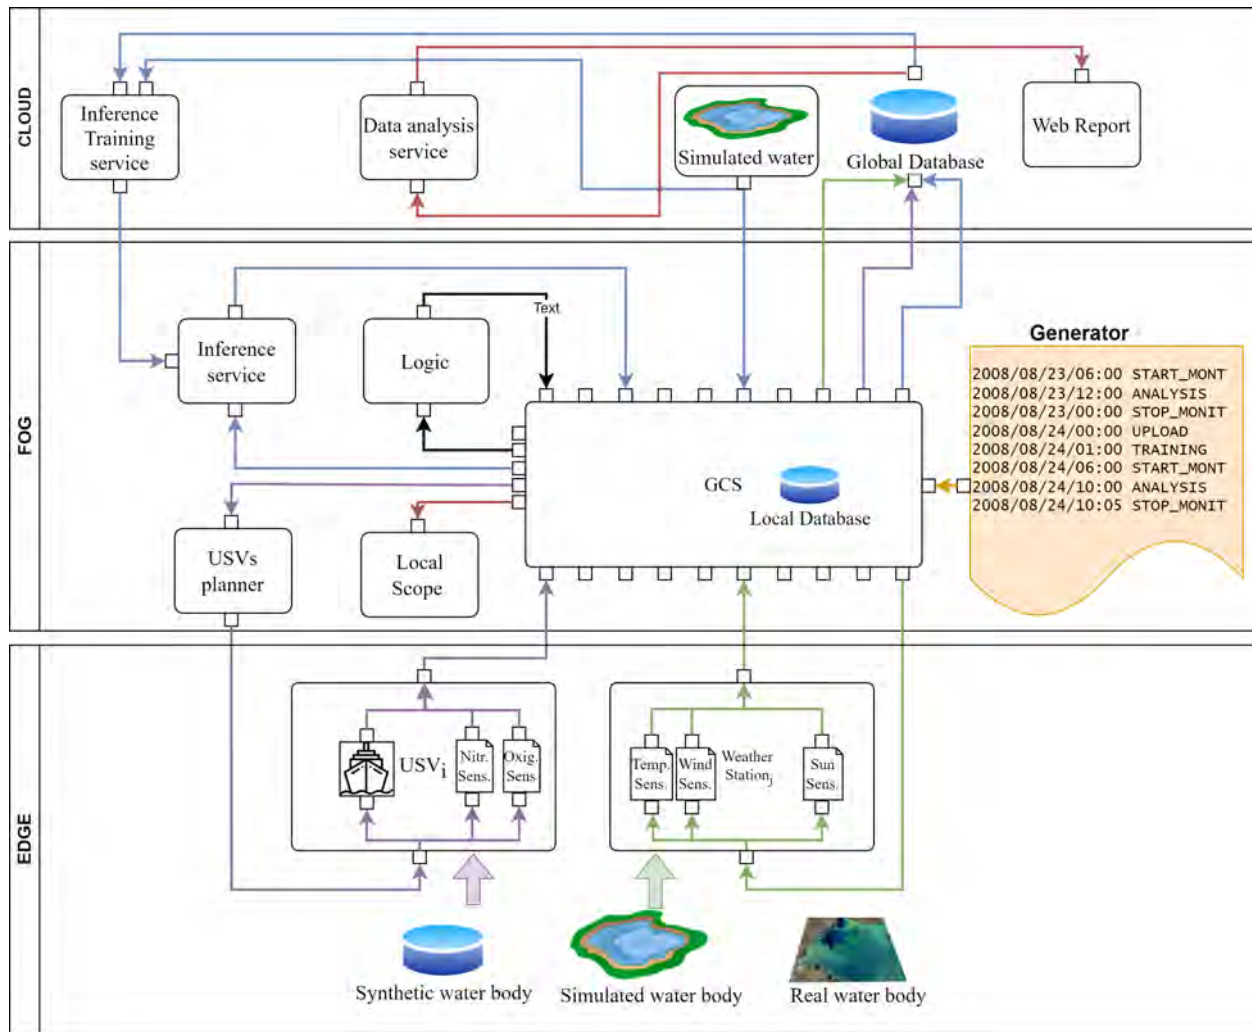 CLOUD
Inference
Training
service
Data analysis
service
Simulated water
Global Database
Web Report
FOG
Inference
service
Logic
Text
GCS
Local Database
USVs
planner
Local
Scope
Generator
2008/08/23/06:00 START_MONT
2008/08/23/12:00 ANALYSIS
2008/08/23/00:00 STOP_MONIT
2008/08/24/00:00 UPLOAD
2008/08/24/01:00 TRAINING
2008/08/24/06:00 START_MONT
2008/08/24/10:00 ANALYSIS
2008/08/24/10:05 STOP_MONIT
EDGE
USVi
Nitr.
Sens.
Oxig.
Sens
Temp.
Sens.
Wind
Sens.
Weather
Stationj
Sun
Sens.
Synthetic water body
Simulated water body
Real water body